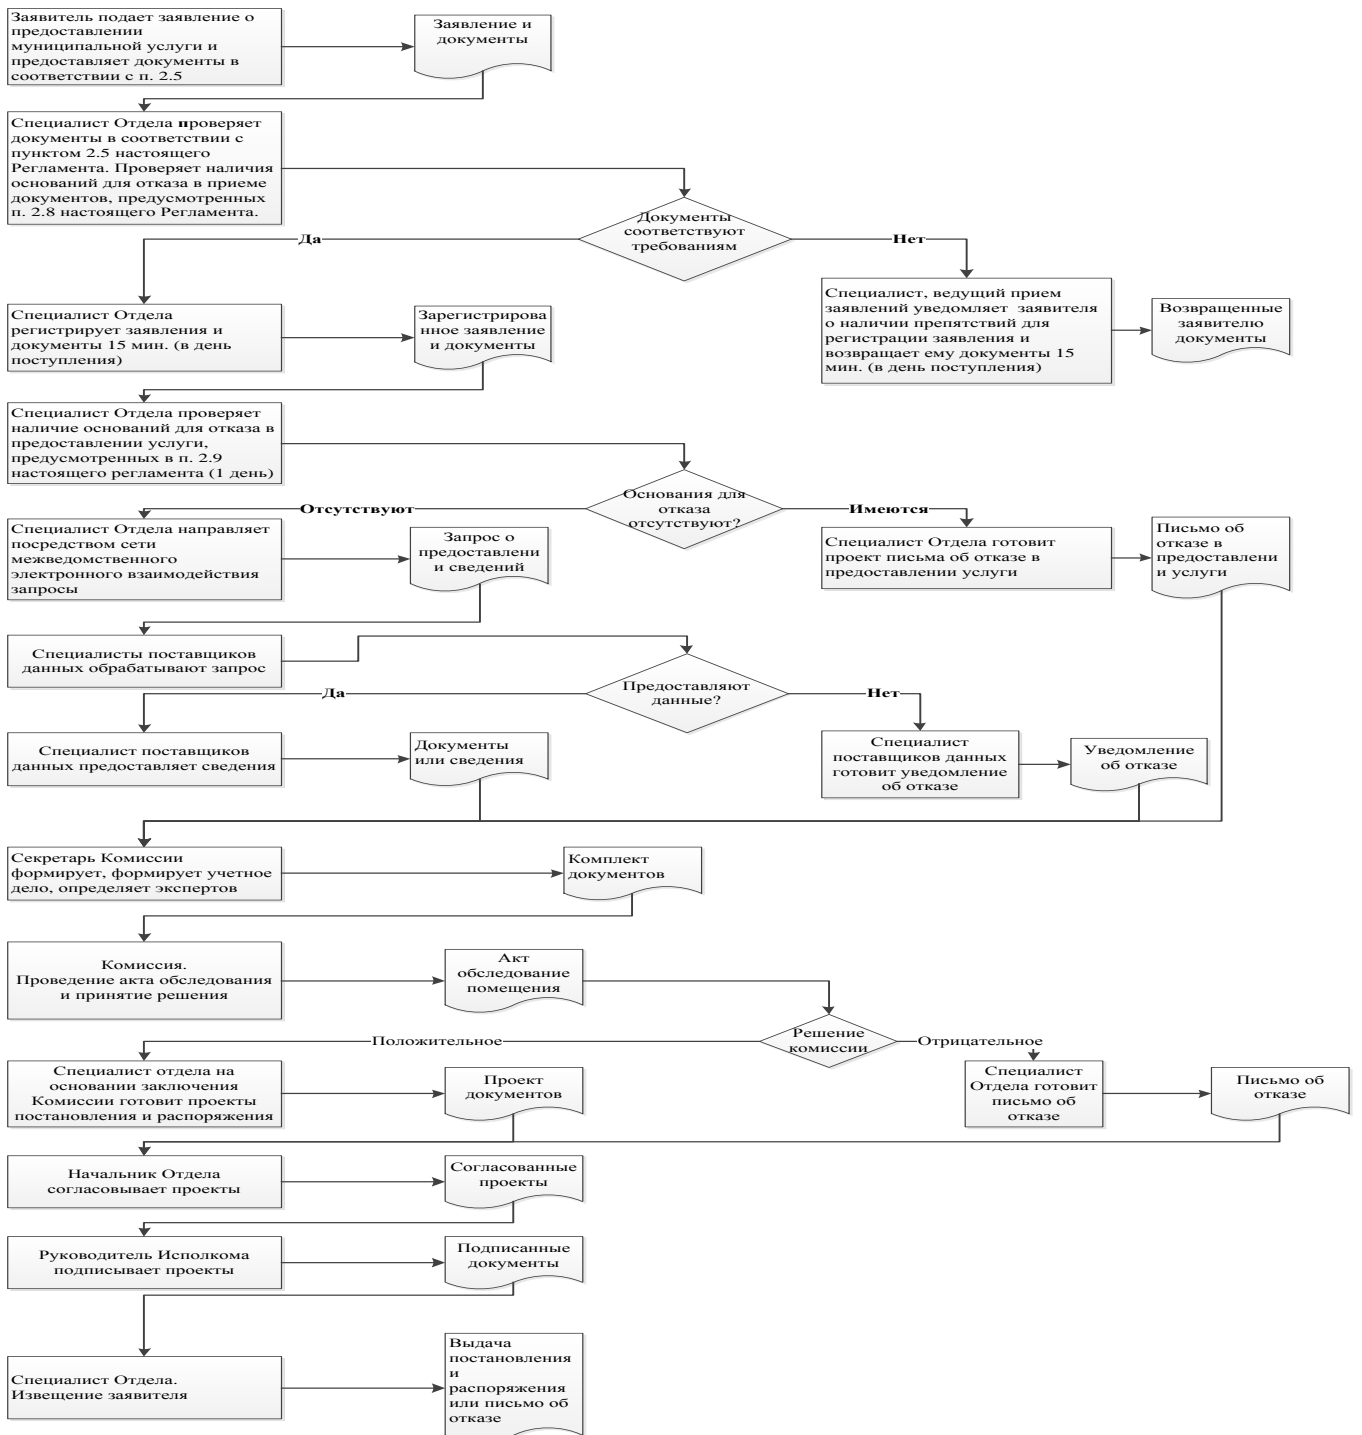 Заявитель подает заявление о
предоставлении
муниципальной услуги и
предоставляет документы в
соответствии с п. 2.5
Заявление и
документы
Специалист Отдела проверяет
документы в соответствии с
пунктом 2.5 настоящего
Регламента. Проверяет наличия
оснований для отказа в приеме
документов, предусмотренных
п. 2.8 настоящего Регламента.
Документы
соответствуют
требованиям
Да
Нет
Специалист Отдела
регистрирует заявления и
документы 15 мин. (в день
поступления)
Зарегистрирова
нное заявление
и документы
Специалист, ведущий прием
заявлений уведомляет заявителя
о наличии препятствий для
регистрации заявления и
возвращает ему документы 15
мин. (в день поступления)
Возвращенные
заявителю
документы
Специалист Отдела проверяет
наличие оснований для отказа в
предоставлении услуги,
предусмотренных в п. 2.9
настоящего регламента (1 день)
Основания для
отказа
отсутствуют?
Отсутствуют
Имеются
Специалист Отдела направляет
посредством сети
межведомственного
электронного взаимодействия
запросы
Запрос о
предоставлени
и сведений
Специалист Отдела готовит
проект письма об отказе в
предоставлении услуги
Письмо об
отказе в
предоставлени
и услуги
Специалисты поставщиков
данных обрабатывают запрос
Предоставляют
данные?
Да
Нет
Специалист поставщиков
данных предоставляет сведения
Документы
или сведения
Специалист
поставщиков данных
готовит уведомление
об отказе
Уведомление
об отказе
Секретарь Комиссии
формирует, формирует учетное
дело, определяет экспертов
Комплект
документов
Комиссия.
Проведение акта обследования
и принятие решения
Акт
обследование
помещения
Решение
комиссии
Положительное
Отрицательное
Специалист отдела на
основании заключения
Комиссии готовит проекты
постановления и распоряжения
Проект
документов
Специалист
Отдела готовит
письмо об
отказе
Письмо об
отказе
Начальник Отдела
согласовывает проекты
Согласованные
проекты
Руководитель Исполкома
подписывает проекты
Подписанные
документы
Специалист Отдела.
Извещение заявителя
Выдача
постановления
и
распоряжения
или письмо об
отказе